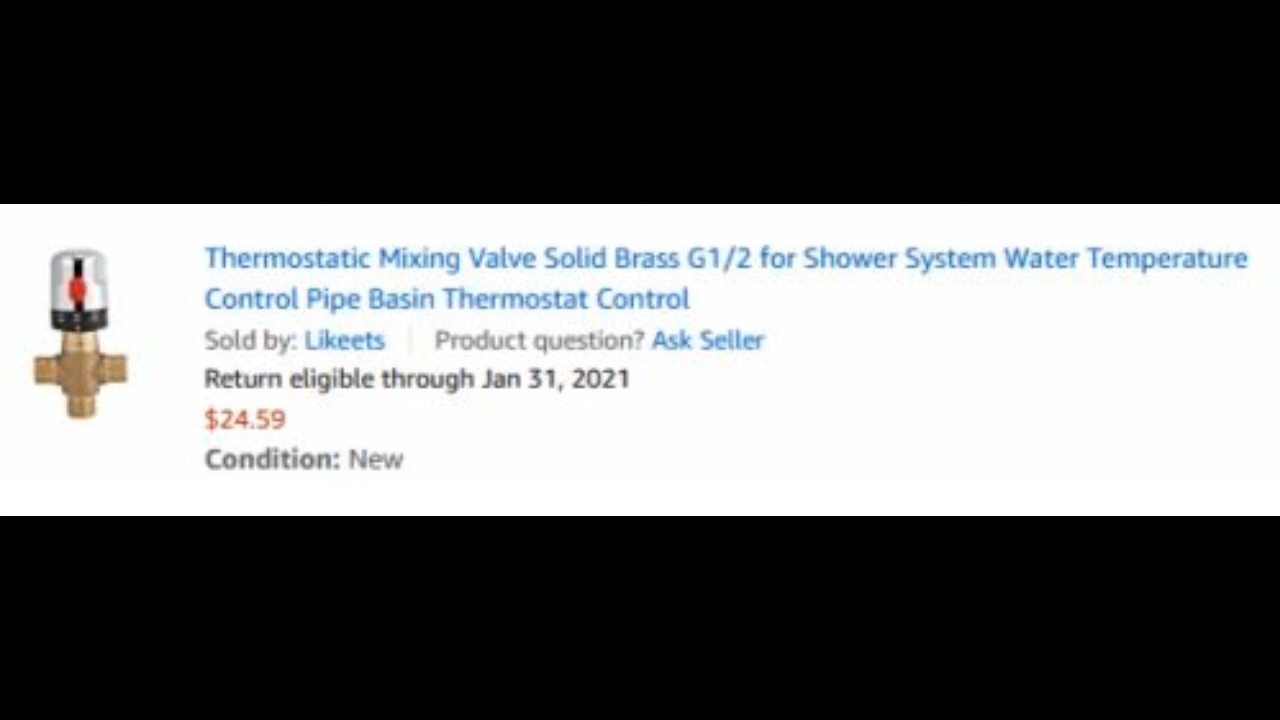 Thermostatic Mixing Valve Solid Brass G1/2 for Shower System Water Temperature
Control Pipe Basin Thermostat Control
Sold by: Likeets | Product question? Ask Seller
Return eligible through Jan 31, 2021
$24.59
Condition: New